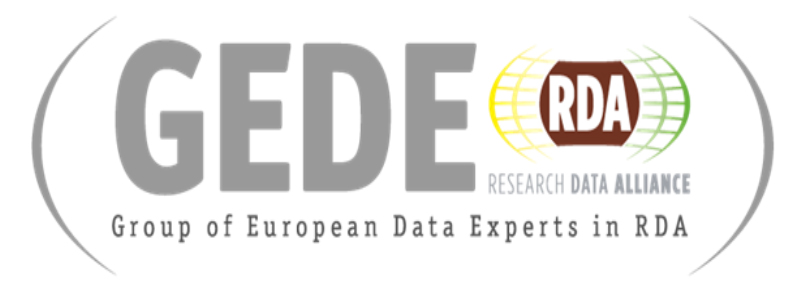 GEDE
RDA
RESEARCH DATA ALLIANCE
Group of European Data Experts in RDA